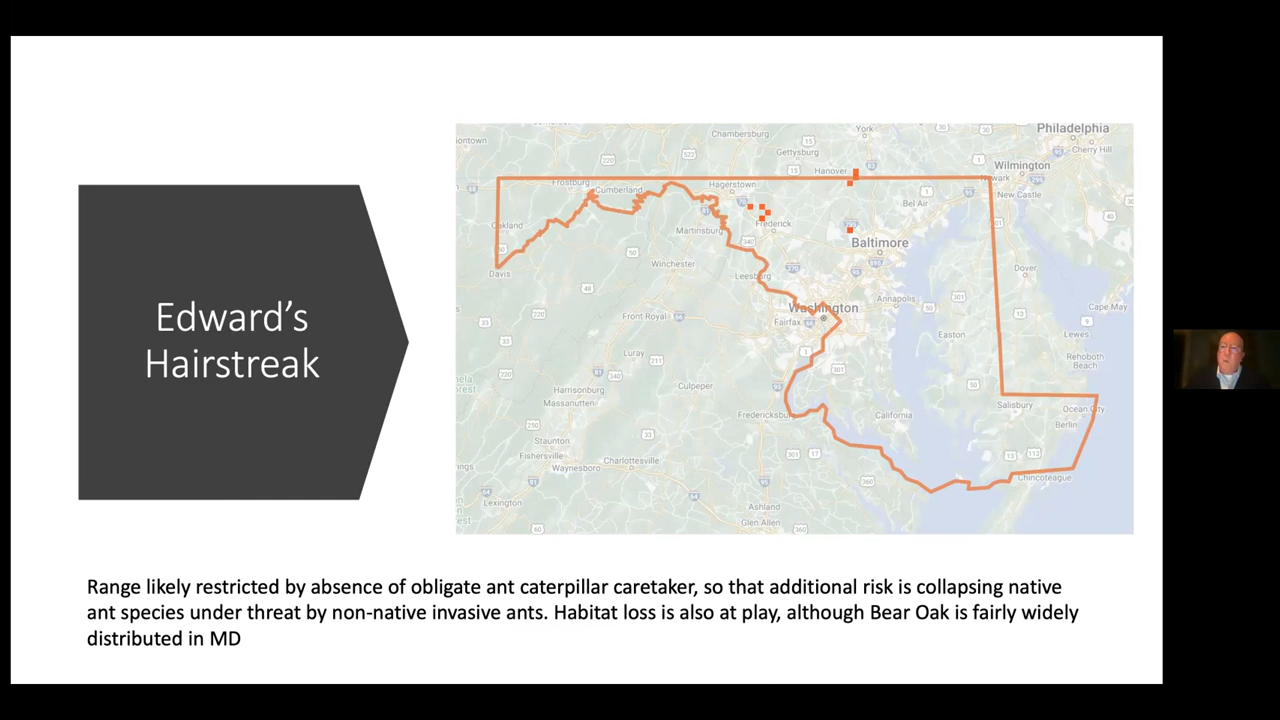 Edward's
Hairstreak
iontown
Chambersburg
York
Philadelphia
Gettysburg
Cherry Hill
Hanover
Wilmington
Newark
Frostburg
Cumberland
Hagerstown
New Castle
Bel Air
Oakland
Frederick
Martinsburg
Baltimore
Davis
Winchester
Leesburg
Dover
Annapolis
Cape May
Washington
Front Royal
Fairfax
Easton
Lewes
Luray
Rehoboth
Beach
Culpeper
Harrisonburg
Massanutten
Salisbury
Ocean City
Fredericksburg
California
Berlin
Staunton
Fishersville
Charlottesville
Waynesboro
Chincoteague
Lexington
Ashland
Glen Allen
Range likely restricted by absence of obligate ant caterpillar caretaker, so that additional risk is collapsing native
ant species under threat by non-native invasive ants. Habitat loss is also at play, although Bear Oak is fairly widely
distributed in MD